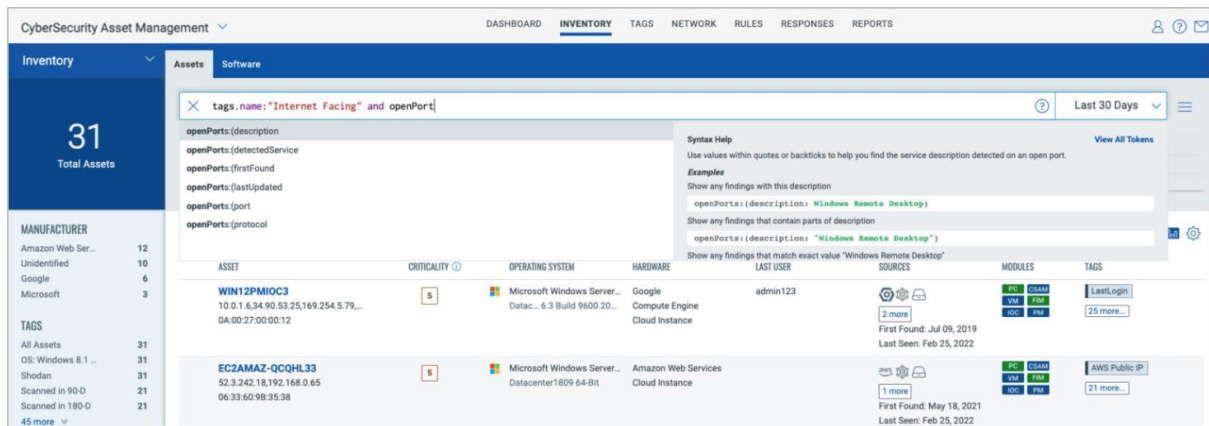 CyberSecurity Asset Management
DASHBOARD INVENTORY TAGS NETWORK RULES RESPONSES REPORTS
Inventory
Assets Software
31
Total Assets
tags.name:"Internet Facing" and openPort
Last 30 Days
openPorts:(description
openPorts:(detectedService
openPorts:(firstFound
openPorts:(lastUpdated
openPorts:(port
openPorts:(protocol
Syntax Help View All Tokens
Use values within quotes or backticks to help you find the service description detected on an open port.
Examples
Show any findings with this description
openPorts:(description: Windows Remote Desktop)
Show any findings that contain parts of description
openPorts:(description: "Windows Remote Desktop")
Show any findings that match exact value "Windows Remote Desktop"
MANUFACTURER
Amazon Web Ser... 12
Unidentified 10
Google 6
Microsoft 3
TAGS
All Assets 31
OS: Windows 8.1 ... 31
Shodan 31
Scanned in 90-D 21
Scanned in 180-D 21
45 more
ASSET CRITICALITY OPERATING SYSTEM HARDWARE LAST USER SOURCES MODULES TAGS
WIN12PMIOC3
10.0.1.6,34.90.53.25,169.254.5.79,...
0A:00:27:00:00:12
5
Microsoft Windows Server...
Datac... 6.3 Build 9600.20...
Google
Compute Engine
Cloud Instance
admin123
2 more
First Found: Jul 09, 2019
Last Seen: Feb 25, 2022
PC CSAM
VM FIM
IOC PM
LastLogin
25 more...
EC2AMAZ-QCQHL33
52.3.242.18,192.168.0.65
06:33:60:9B:35:38
5
Microsoft Windows Server...
Datacenter1809 64-Bit
Amazon Web Services
Cloud Instance
aws
1 more
First Found: May 18, 2021
Last Seen: Feb 25, 2022
PC CSAM
VM FIM
IOC PM
AWS Public IP
21 more...